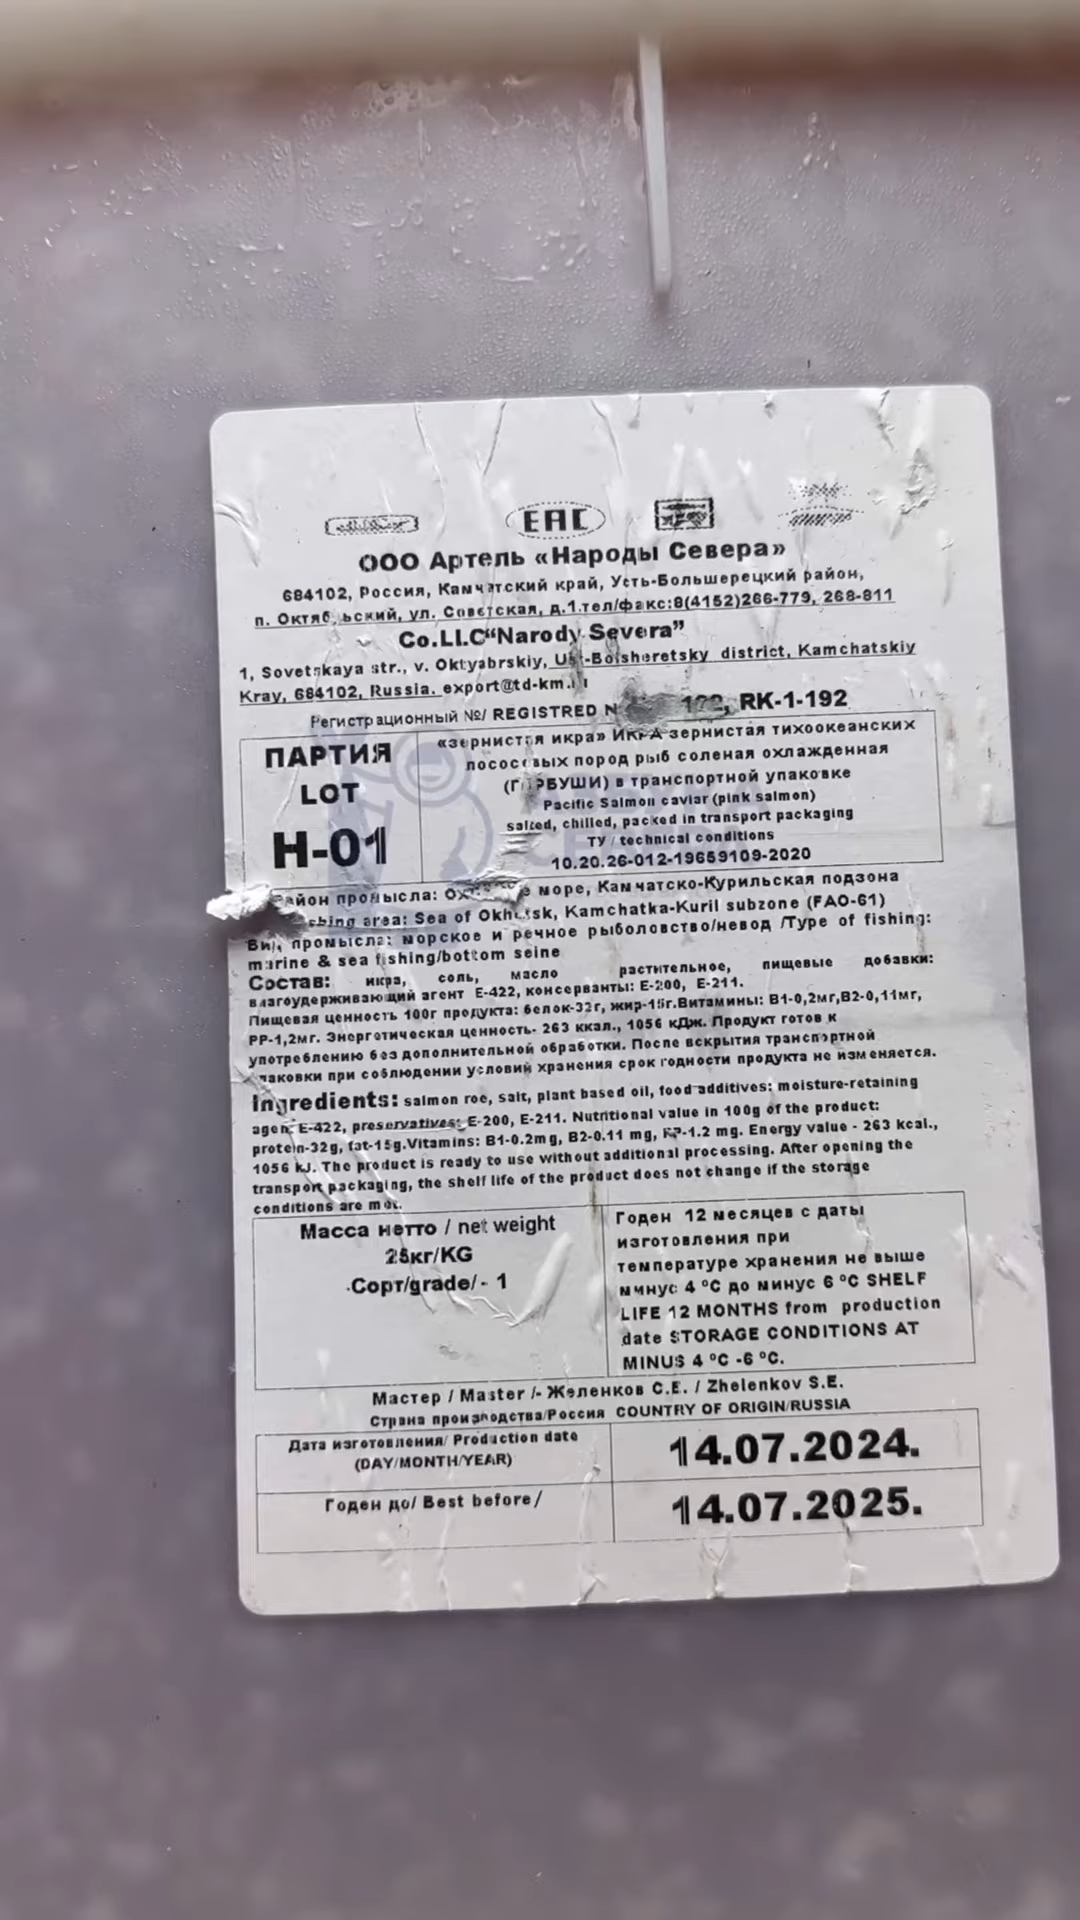 ЕАС
ООО Артель «Народы Севера»
684102, Россия, Камчатский край, Усть-Большерецкий район,
п. ул. Советская, д.1.тел/факс:8(4152)266-779, 268-811
Co.LLC“Narody Severa”
1, Sovetskaya str., v. Oktyabrskiy, Ust-Bolsheretsky district, Kamchatskiy
Kray, 684102, Russia.
Регистрационный №/ REGISTRED RK-1-192
ПАРТИЯ
LOT
Н-01
«зернистая икра» ИКРА зернистая тихоокеанских
лососевых пород рыб соленая охлажденная
в транспортной упаковке
Pacific Salmon caviar (pink salmon)
salted, chilled, packed in transport packaging
ТУ / technical conditions
10.20.26-012-19659109-2020
промысла: море, Камчатско-Курильская подзона
area: Sea of Okhotsk, Kamchatka-Kuril subzone (FAO-61)
Вид промысла: морское и речное рыболовство/невод /Type of fishing:
marine & sea fishing/bottom seine
Состав: икра, соль, масло растительное, пищевые добавки:
влагоудерживающий агент Е-422, консерванты: Е-200, Е-211.
Пищевая ценность 100г продукта: белок-32г, жир-15г.Витамины: В1-0,2мг,В2-0,11мг,
РР-1,2мг. Энергетическая ценность- 263 ккал., 1056 кДж. Продукт готов к
употреблению без дополнительной обработки. После вскрытия транспортной
упаковки при соблюдении условий хранения срок годности продукта не изменяется.
Ingredients: salmon roe, salt, plant based oil, food additives: moisture-retaining
agent E-422, preservatives: E-200, E-211. Nutritional value in 100g of the product:
protein-32g, fat-15g.Vitamins: B1-0.2mg, B2-0.11 mg, PP-1.2 mg. Energy value - 263 kcal.,
1056 kJ. The product is ready to use without additional processing. After opening the
transport packaging, the shelf life of the product does not change if the storage
conditions are met.
Масса нетто / net weight
25кг/KG
Сорт/grade/- 1
Годен 12 месяцев с даты
изготовления при
температуре хранения не выше
минус 4 ºС до минус 6 ºС SHELF
LIFE 12 MONTHS from production
date STORAGE CONDITIONS AT
MINUS 4 ºС -6 ºС.
Мастер / Master /- Желенков С.Е. / Zhelenkov S.E.
Страна производства/Россия COUNTRY OF ORIGIN/RUSSIA
Дата изготовления/ Production date
(DAY/MONTH/YEAR)
14.07.2024.
Годен до/ Best before/
14.07.2025.